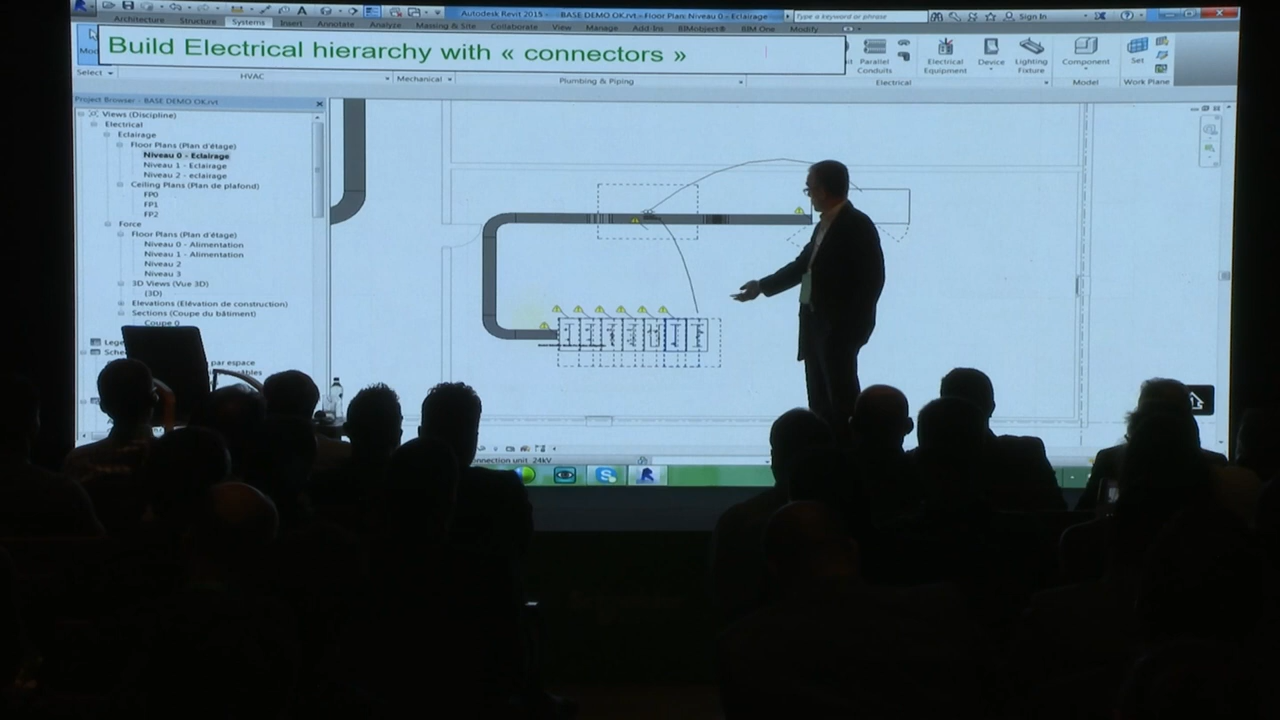 Autodesk Revit 2015 - BASE DEMO OK.rvt - Floor Plan: Niveau 0 - Eclairage
Type a keyword or phrase
Sign In
Architecture Structure Systems Insert Annotate Analyze Massing & Site Collaborate View Manage Add-Ins BIMobject® BIM One Modify
Build Electrical hierarchy with « connectors »
Parallel Conduits
Electrical Equipment
Device
Lighting Fixture
Component
Set
Select
HVAC
Mechanical
Plumbing & Piping
Electrical
Model
Work Plane
Project Browser - BASE DEMO OK.rvt
Views (Discipline)
Electrical
Eclairage
Floor Plans (Plan d'étage)
Niveau 0 - Eclairage
Niveau 1 - Eclairage
Niveau 2 - eclairage
Ceiling Plans (Plan de plafond)
FP0
FP1
FP2
Force
Floor Plans (Plan d'étage)
Niveau 0 - Alimentation
Niveau 1 - Alimentation
Niveau 2
Niveau 3
3D Views (Vue 3D)
{3D}
Elevations (Elévation de construction)
Sections (Coupe du bâtiment)
Coupe 0
Lege
Sche
par espace
nnection unit 24kV